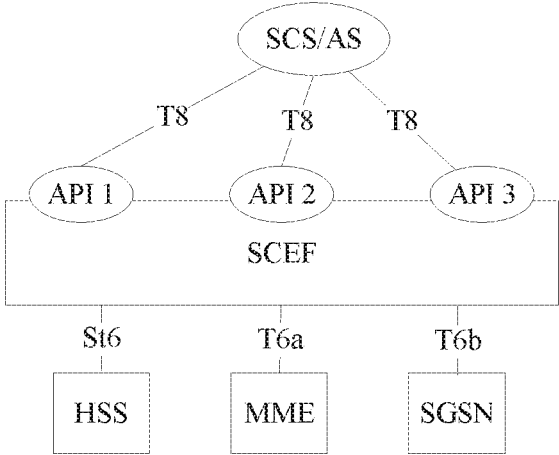 SCS/AS
T8 T8 T8
API 1 API 2 API 3
SCEF
St6 T6a T6b
HSS MME SGSN